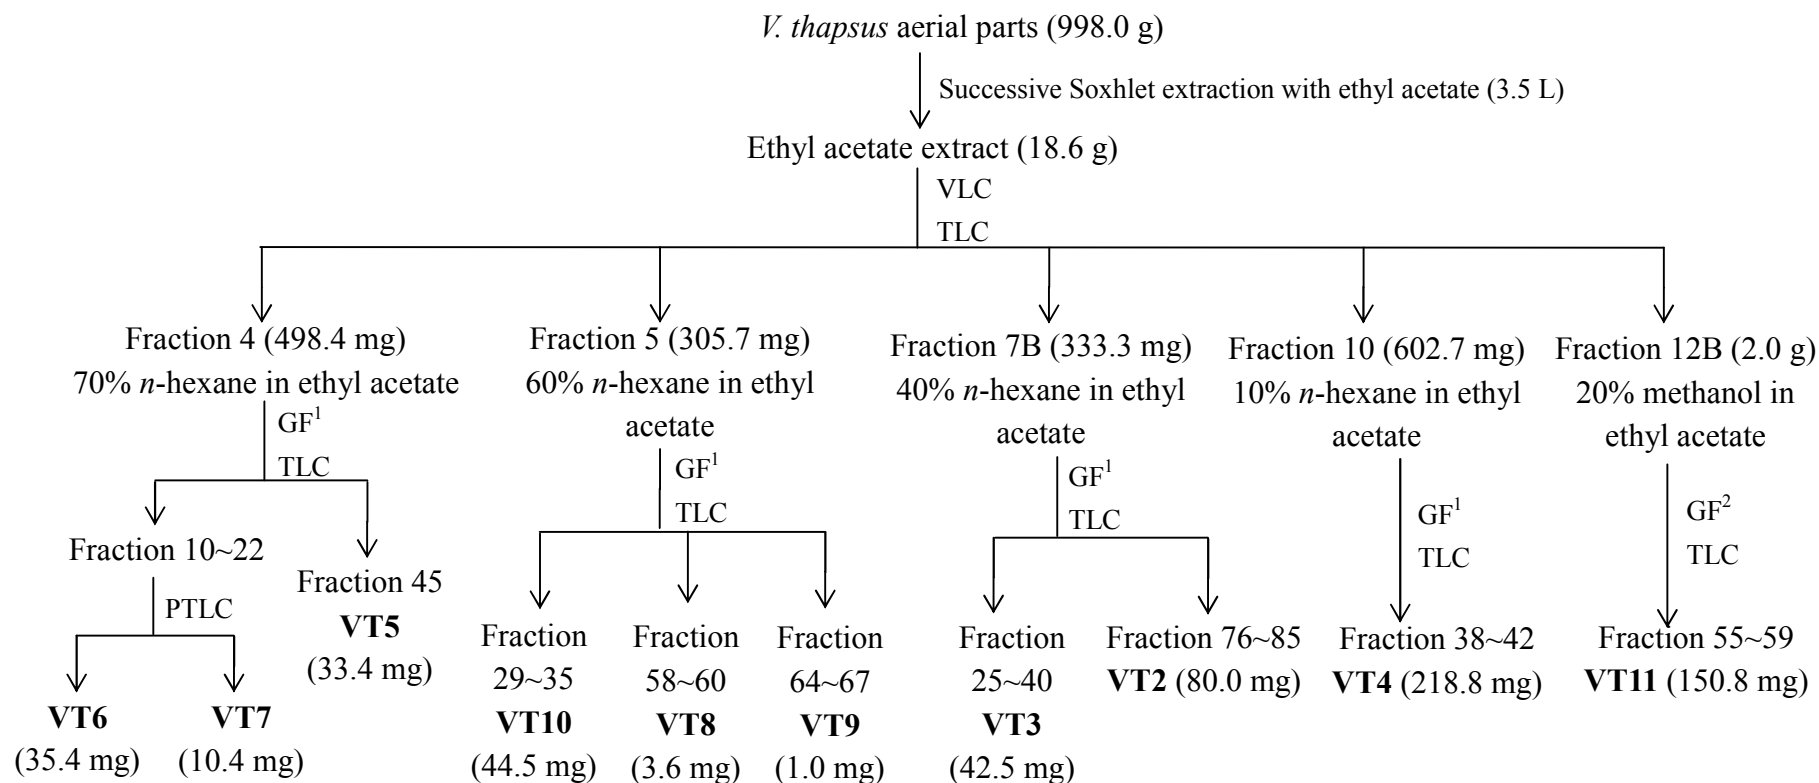 V. thapsus aerial parts (998.0 g)
Successive Soxhlet extraction with ethyl acetate (3.5 L)
Ethyl acetate extract (18.6 g)
VLC
TLC
Fraction 4 (498.4 mg)
70% n-hexane in ethyl acetate
Fraction 5 (305.7 mg)
60% n-hexane in ethyl
acetate
Fraction 7B (333.3 mg)
40% n-hexane in ethyl
acetate
Fraction 10 (602.7 mg)
10% n-hexane in ethyl
acetate
Fraction 12B (2.0 g)
20% methanol in
ethyl acetate
GF¹
TLC
GF¹
TLC
GF¹
TLC
GF¹
TLC
GF²
TLC
Fraction 10~22
PTLC
Fraction 45
VT5
(33.4 mg)
VT6
(35.4 mg)
VT7
(10.4 mg)
Fraction
29~35
VT10
(44.5 mg)
Fraction
58~60
VT8
(3.6 mg)
Fraction
64~67
VT9
(1.0 mg)
Fraction
25~40
VT3
(42.5 mg)
Fraction 76~85
VT2 (80.0 mg)
Fraction 38~42
VT4 (218.8 mg)
Fraction 55~59
VT11 (150.8 mg)